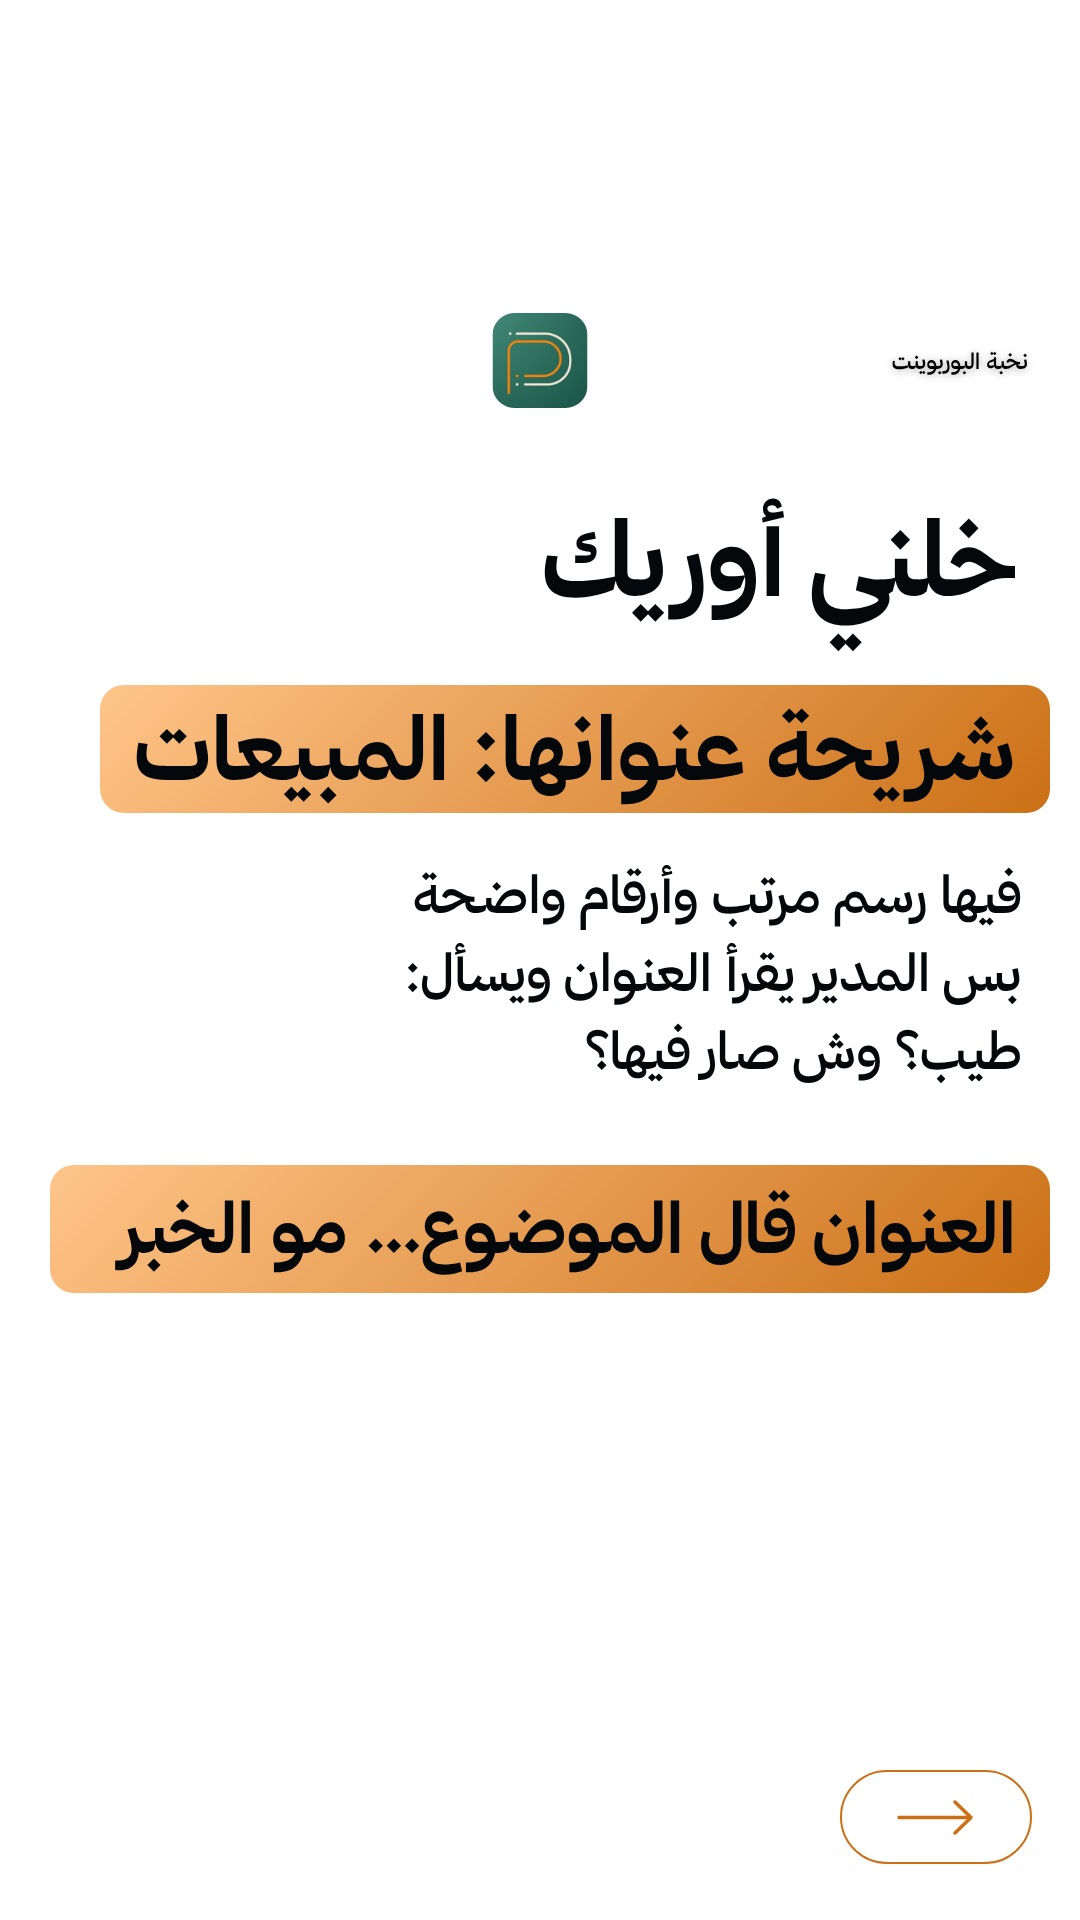 نخبة البوربوينت
خلني أوريك
شريحة عنوانها: المبيعات
فيها رسم مرتب وأرقام واضحة
بس المدير يقرأ العنوان ويسأل:
طيب؟ وش صار فيها؟
العنوان قال الموضوع... مو الخبر